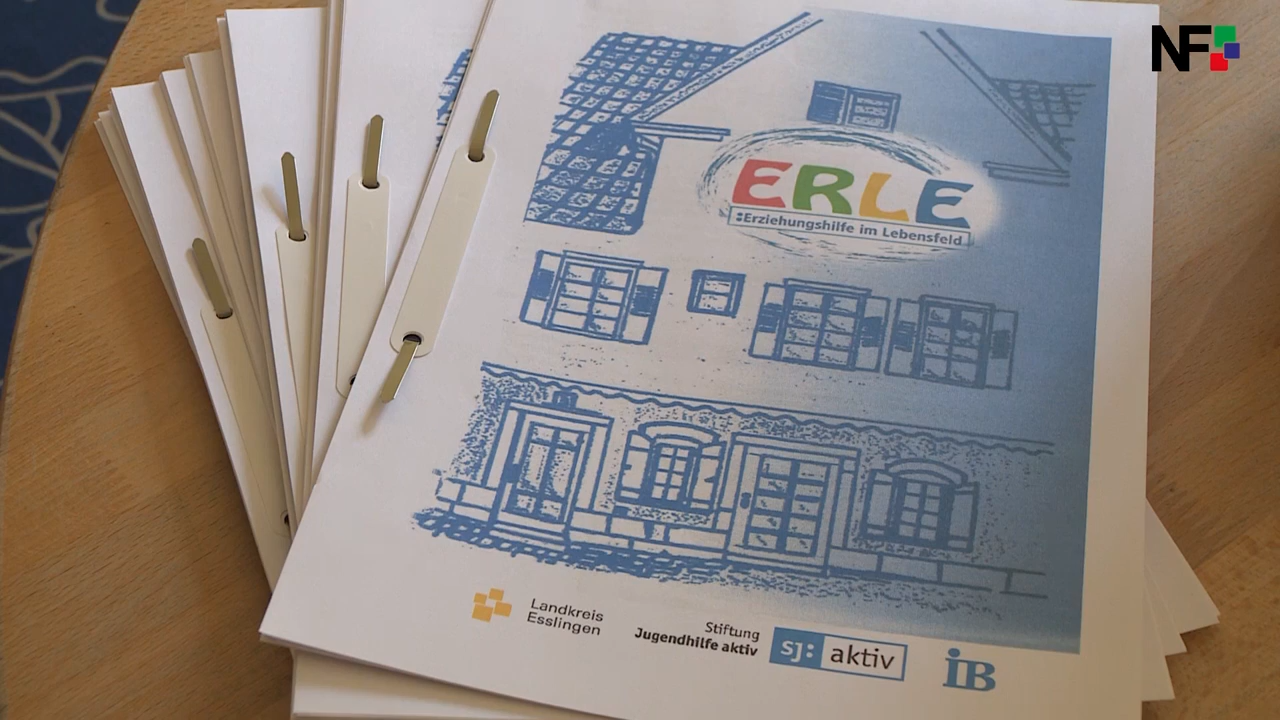 NF
ERLE
:Erziehungshilfe im Lebensfeld
Landkreis
Esslingen
Stiftung
Jugendhilfe aktiv
sj: aktiv
iB